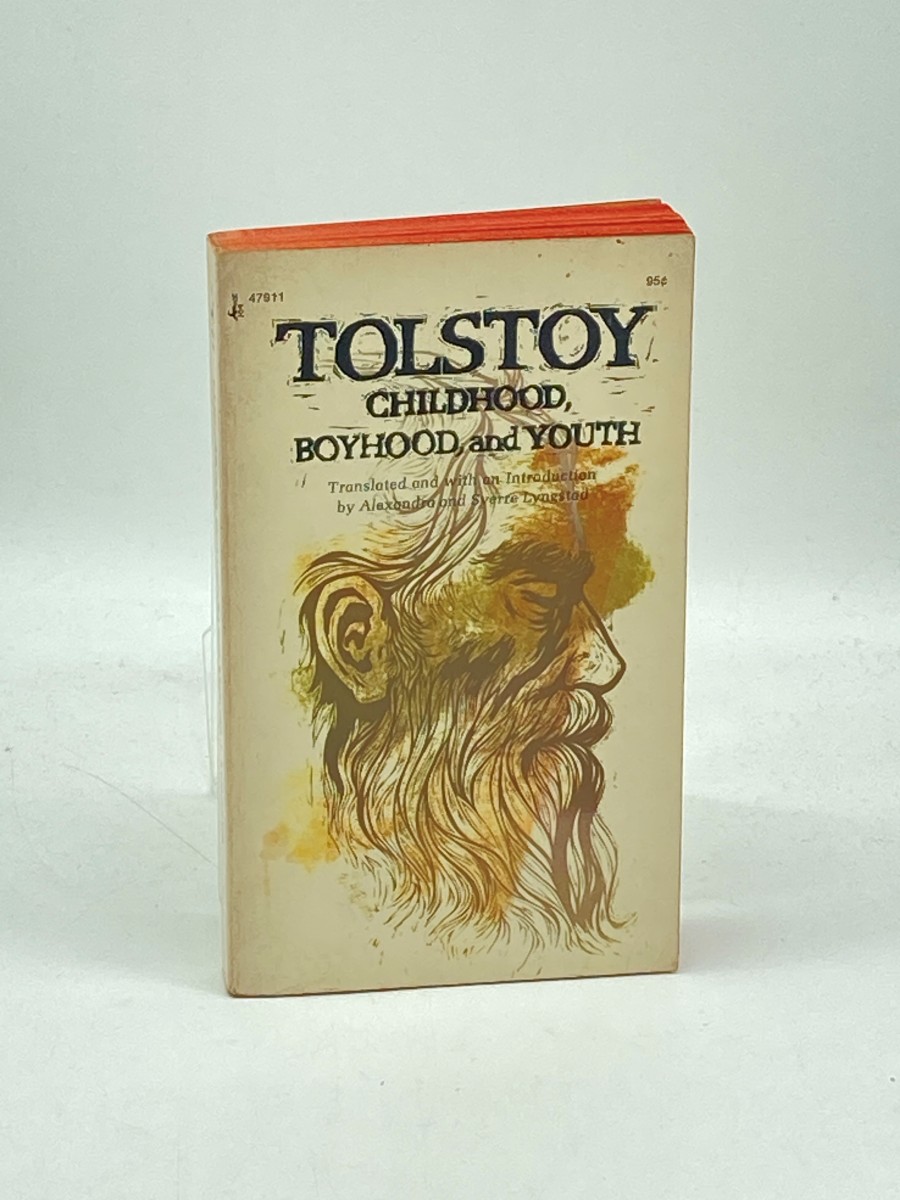 47911
95¢
TOLSTOY
CHILDHOOD,
BOYHOOD, and YOUTH
Translated and with an Introduction
by Alexandra and Sverre Lyngstad